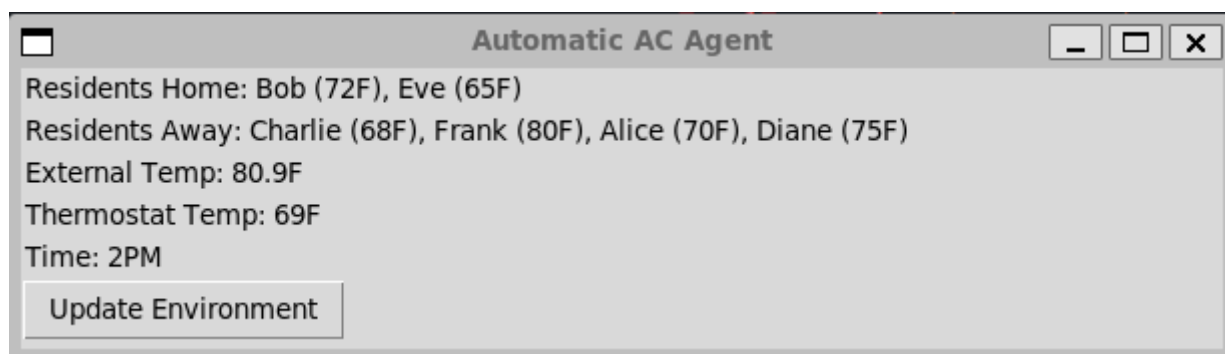 Automatic AC Agent
Residents Home: Bob (72F), Eve (65F)
Residents Away: Charlie (68F), Frank (80F), Alice (70F), Diane (75F)
External Temp: 80.9F
Thermostat Temp: 69F
Time: 2PM
Update Environment